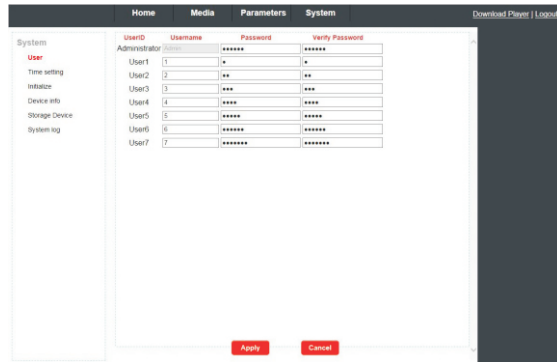 Home Media Parameters System Download Player | Logout
System
User
Time setting
Initialize
Device info
Storage Device
System log
UserID Username Password Verify Password
Administrator Admin •••••• ••••••
User1 1 • •
User2 2 •• ••
User3 3 ••• •••
User4 4 •••• ••••
User5 5 ••••• •••••
User6 6 •••••• ••••••
User7 7 ••••••• •••••••
Apply Cancel